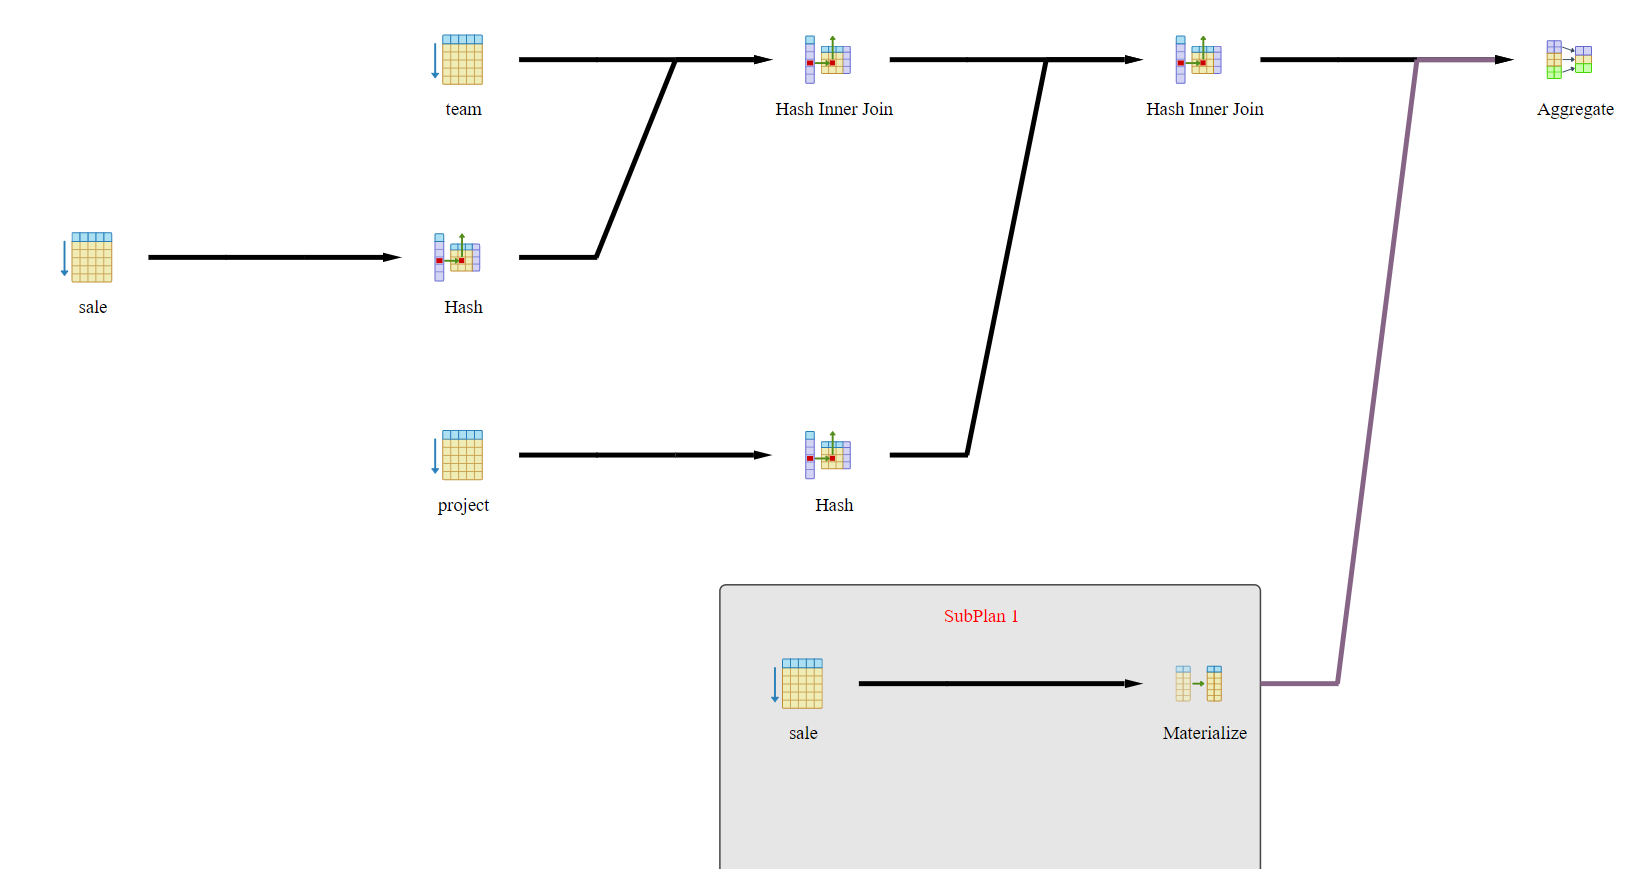 team
Hash Inner Join
Hash Inner Join
Aggregate
sale
Hash
project
Hash
SubPlan 1
sale
Materialize